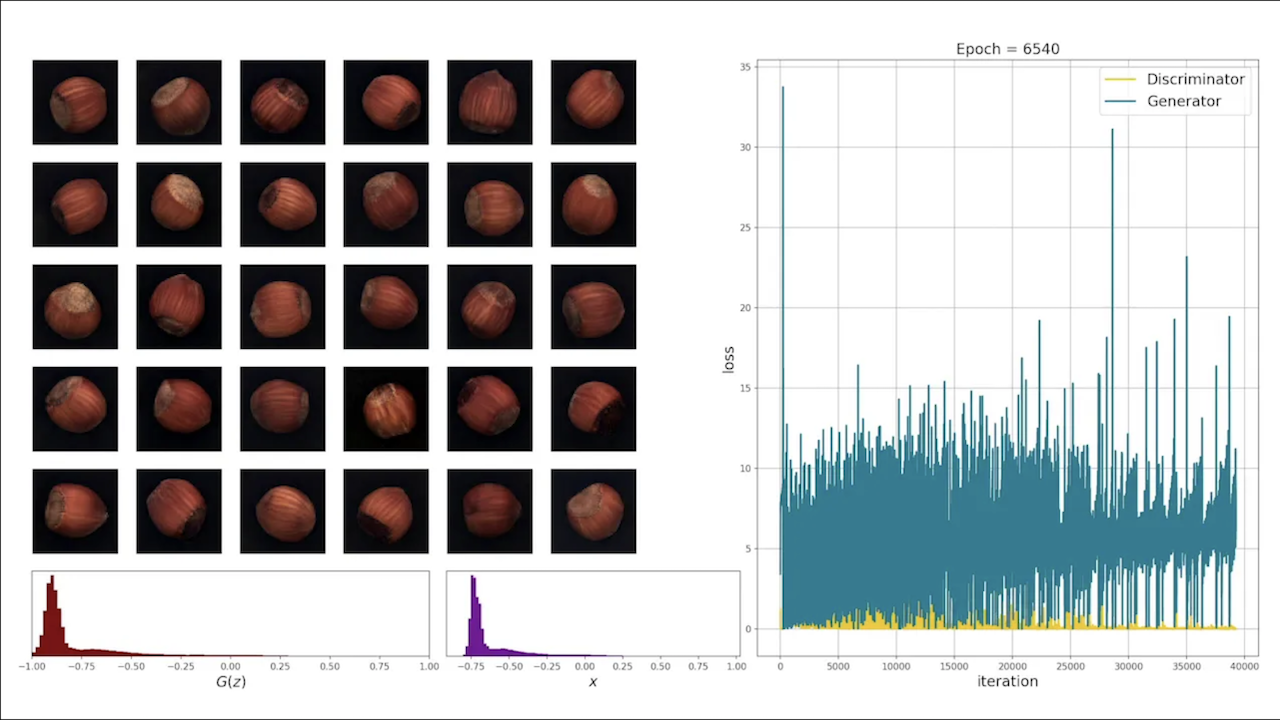 Epoch = 6540
35
30
25
20
15
10
5
0
loss
Discriminator
Generator
0 5000 10000 15000 20000 25000 30000 35000 40000
iteration
−1.00 −0.75 −0.50 −0.25 0.00 0.25 0.50 0.75 1.00
G(z)
−0.75 −0.50 −0.25 0.00 0.25 0.50 0.75 1.00
x